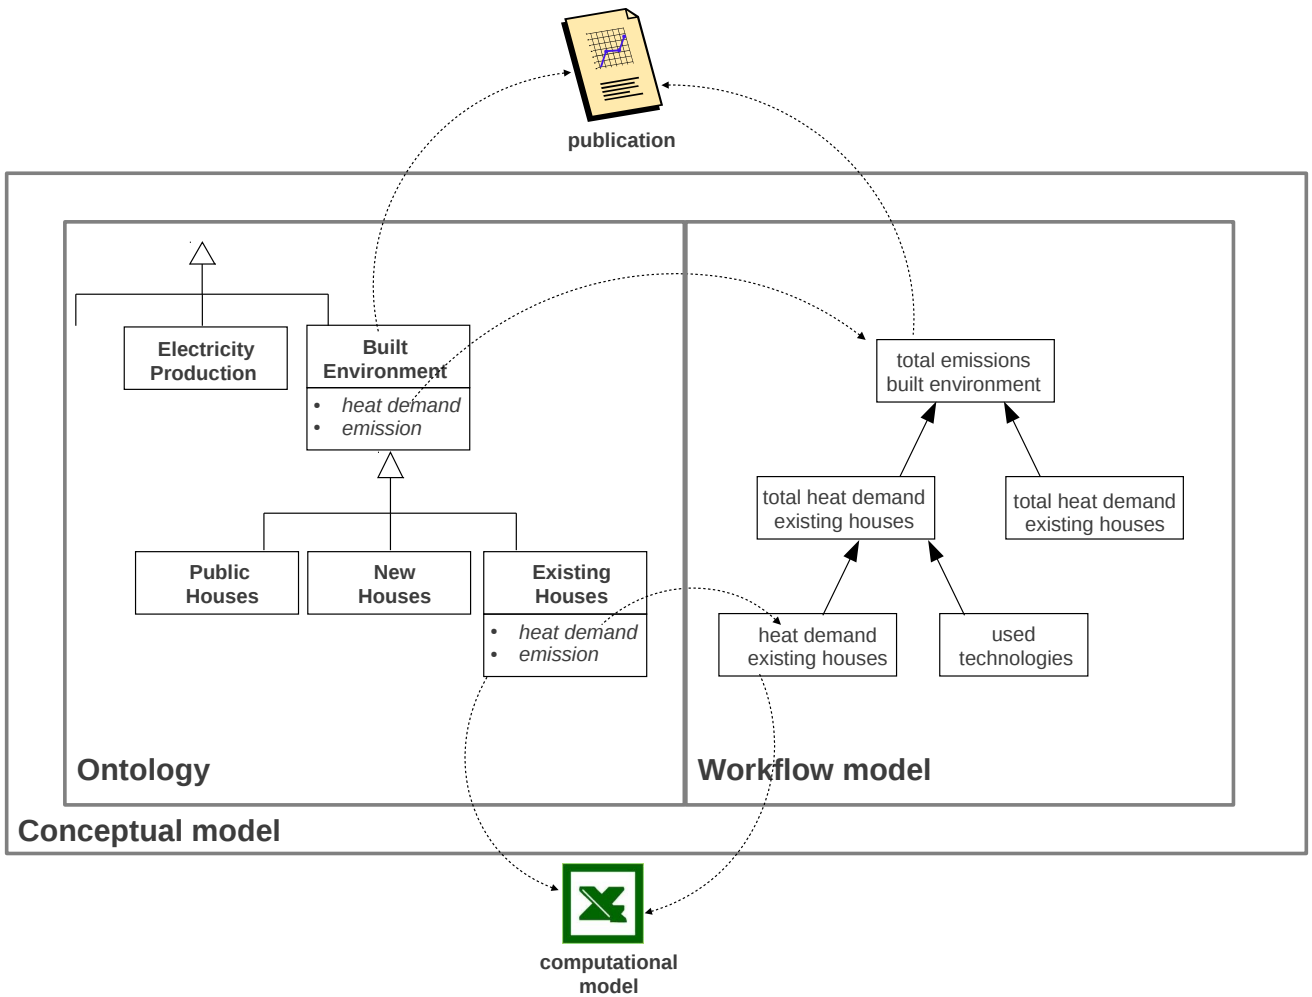 publication
Electricity
Production
Built
Environment
• heat demand
• emission
Public
Houses
New
Houses
Existing
Houses
• heat demand
• emission
Ontology
total emissions
built environment
total heat demand
existing houses
total heat demand
existing houses
heat demand
existing houses
used
technologies
Workflow model
Conceptual model
computational
model